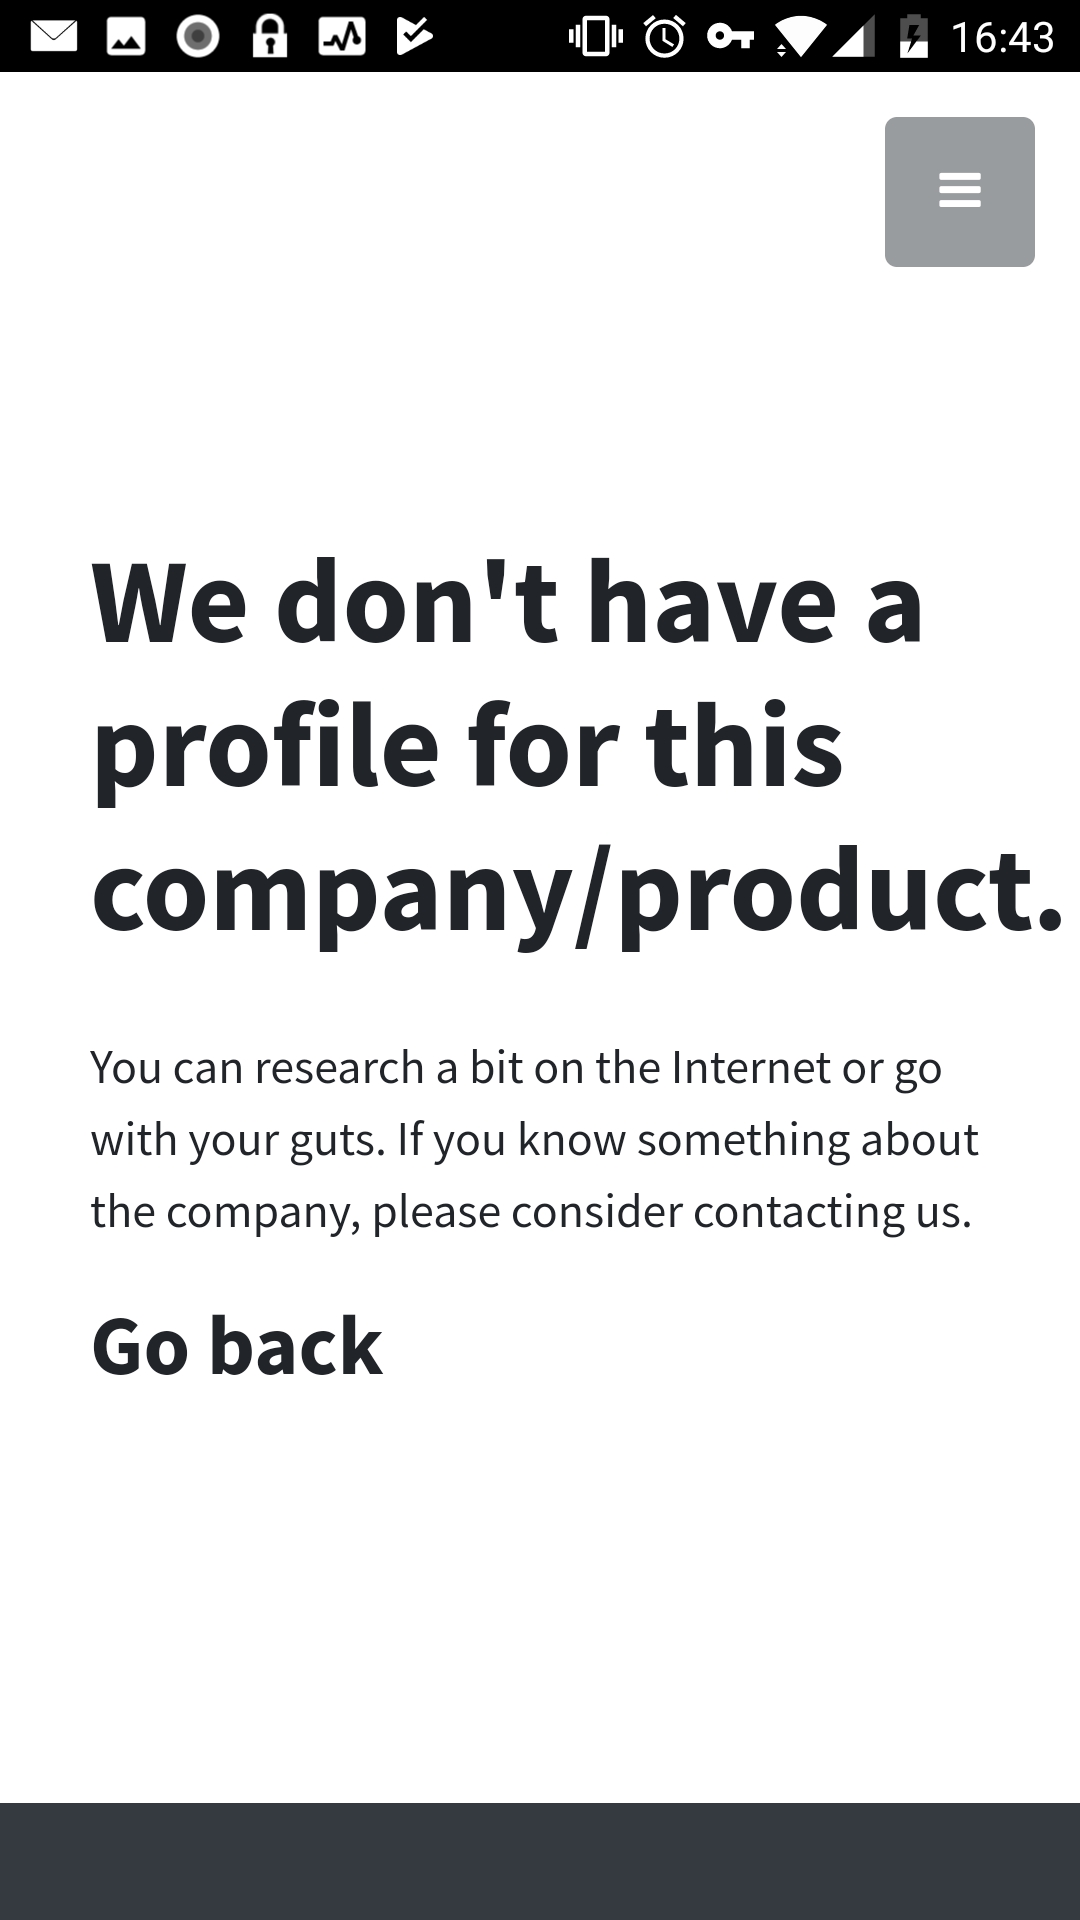 16:43
We don't have a
profile for this
company/product.
You can research a bit on the Internet or go
with your guts. If you know something about
the company, please consider contacting us.
Go back